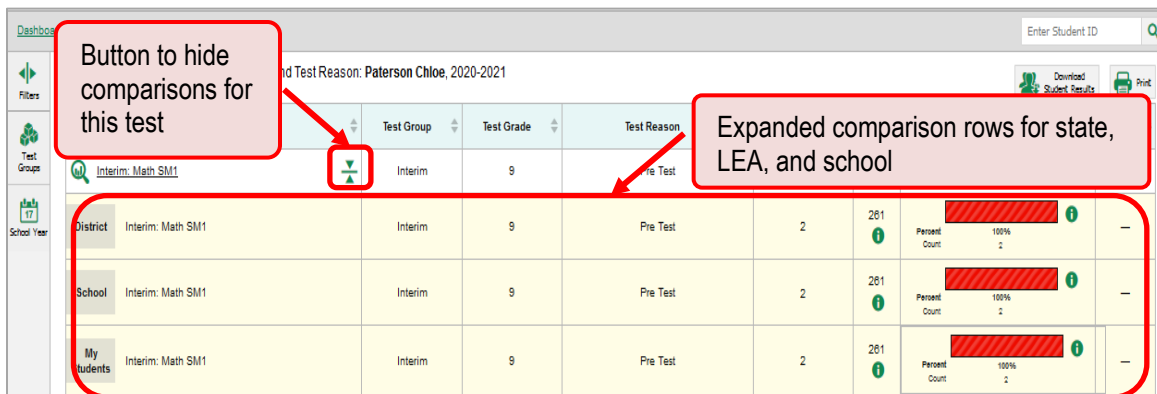 Dashboa
Enter Student ID
Button to hide
comparisons for
this test
nd Test Reason: Paterson Chloe, 2020-2021
Filters
Download
Student Results
Print
Test
Groups
Test Group
Test Grade
Test Reason
Expanded comparison rows for state,
LEA, and school
Interim: Math SM1
Interim
9
Pre Test
17
School Year
District
Interim: Math SM1
Interim
9
Pre Test
2
261
Percent 100%
Count 2
—
School
Interim: Math SM1
Interim
9
Pre Test
2
261
Percent 100%
Count 2
—
My
Students
Interim: Math SM1
Interim
9
Pre Test
2
261
Percent 100%
Count 2
—